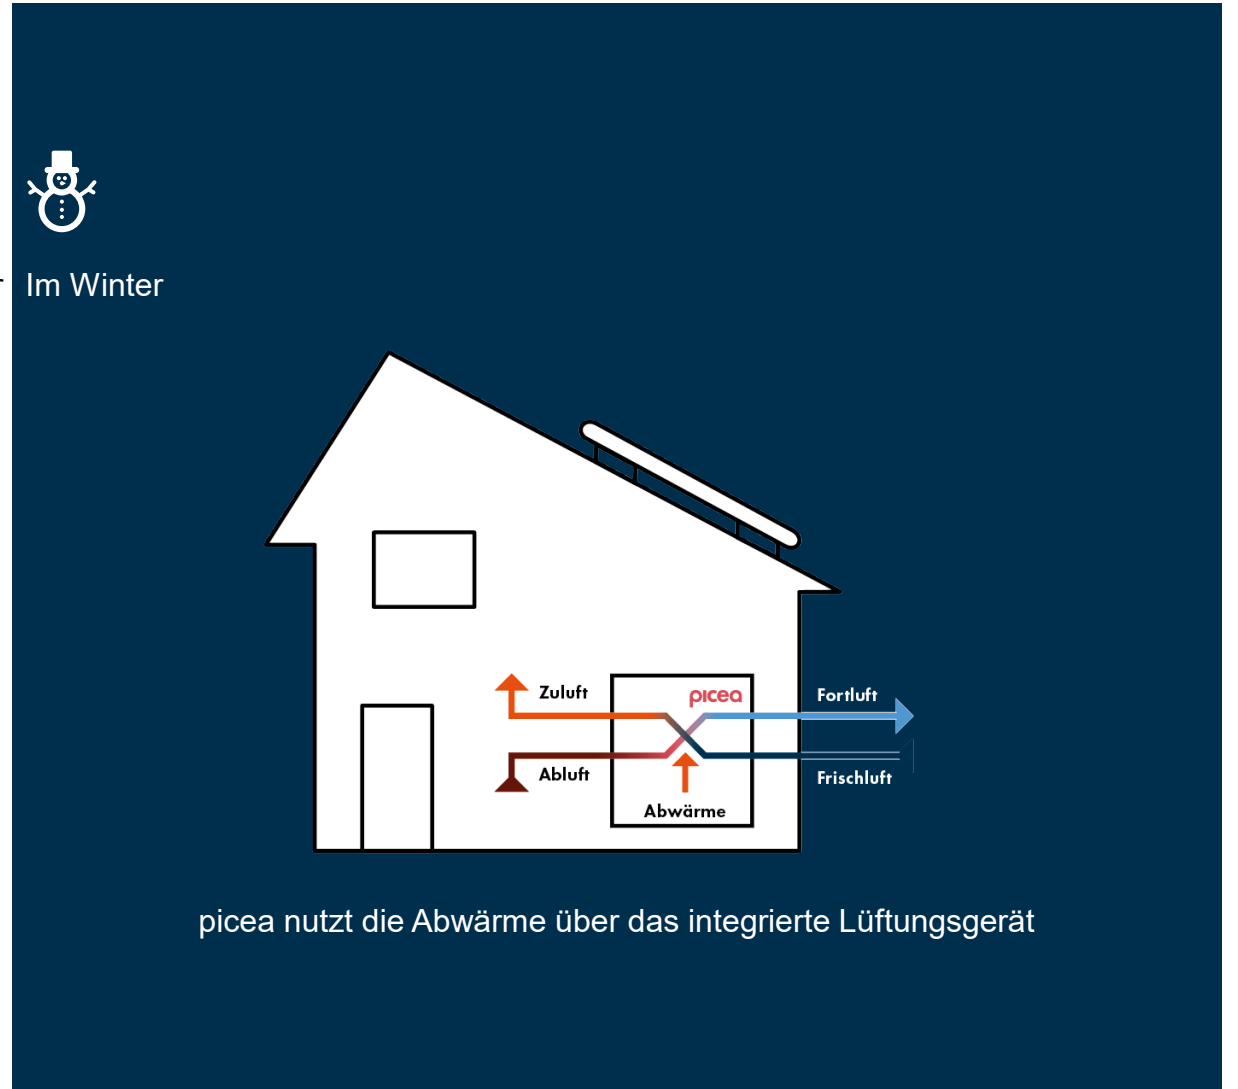 r Im Winter
Zuluft
picea
Fortluft
Abluft
Frischluft
Abwärme
picea nutzt die Abwärme über das integrierte Lüftungsgerät